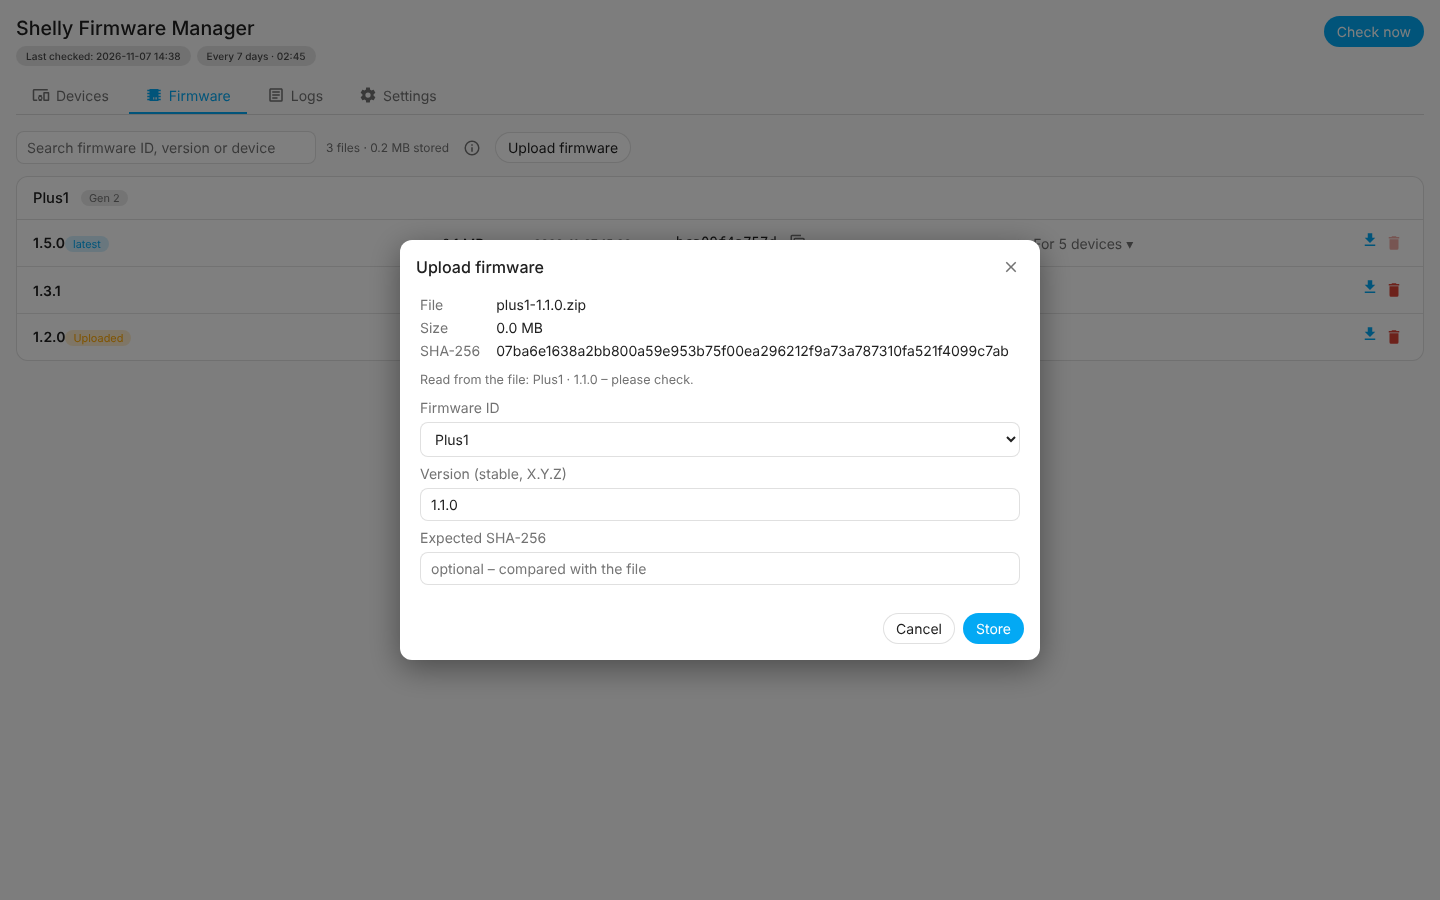 Shelly Firmware Manager
Check now
Last checked: 2026-11-07 14:38 Every 7 days · 02:45
Devices Firmware Logs Settings
Search firmware ID, version or device 3 files · 0.2 MB stored Upload firmware
Plus1 Gen 2
1.5.0 latest For 5 devices ▾
1.3.1
1.2.0 Uploaded
Upload firmware
File plus1-1.1.0.zip
Size 0.0 MB
SHA-256 07ba6e1638a2bb800a59e953b75f00ea296212f9a73a787310fa521f4099c7ab
Read from the file: Plus1 · 1.1.0 – please check.
Firmware ID
Plus1
Version (stable, X.Y.Z)
1.1.0
Expected SHA-256
optional – compared with the file
Cancel Store